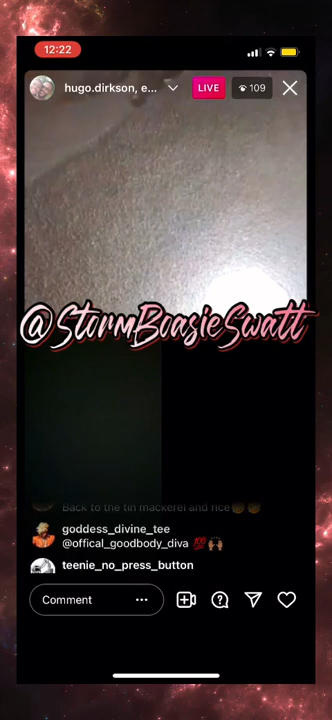 12:22
hugo.dirkson, e...
LIVE
109
@StormBoasieSwatt
Back to the tin mackerel and rice
goddess_divine_tee
@offical_goodbody_diva 💯🙌🏽
teenie_no_press_button
Comment